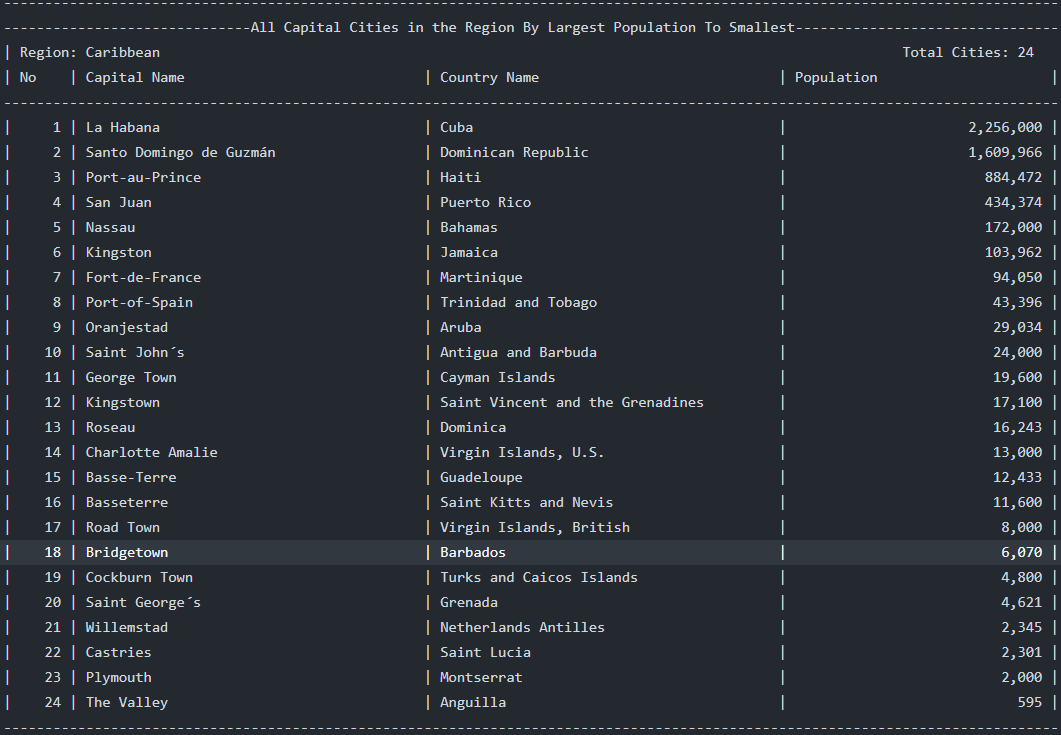 --------------------------------------------------------------------------------------------------------------------------------
------------------------------All Capital Cities in the Region By Largest Population To Smallest--------------------------------
| Region: Caribbean                                                                                          Total Cities: 24
| No    | Capital Name                             | Country Name                             | Population                     |
--------------------------------------------------------------------------------------------------------------------------------
|     1 | La Habana                                | Cuba                                     |                      2,256,000 |
|     2 | Santo Domingo de Guzmán                  | Dominican Republic                       |                      1,609,966 |
|     3 | Port-au-Prince                           | Haiti                                    |                        884,472 |
|     4 | San Juan                                 | Puerto Rico                              |                        434,374 |
|     5 | Nassau                                   | Bahamas                                  |                        172,000 |
|     6 | Kingston                                 | Jamaica                                  |                        103,962 |
|     7 | Fort-de-France                           | Martinique                               |                         94,050 |
|     8 | Port-of-Spain                            | Trinidad and Tobago                      |                         43,396 |
|     9 | Oranjestad                               | Aruba                                    |                         29,034 |
|    10 | Saint John´s                             | Antigua and Barbuda                      |                         24,000 |
|    11 | George Town                              | Cayman Islands                           |                         19,600 |
|    12 | Kingstown                                | Saint Vincent and the Grenadines         |                         17,100 |
|    13 | Roseau                                   | Dominica                                 |                         16,243 |
|    14 | Charlotte Amalie                         | Virgin Islands, U.S.                     |                         13,000 |
|    15 | Basse-Terre                              | Guadeloupe                               |                         12,433 |
|    16 | Basseterre                               | Saint Kitts and Nevis                    |                         11,600 |
|    17 | Road Town                                | Virgin Islands, British                  |                          8,000 |
|    18 | Bridgetown                               | Barbados                                 |                          6,070 |
|    19 | Cockburn Town                            | Turks and Caicos Islands                 |                          4,800 |
|    20 | Saint George´s                           | Grenada                                  |                          4,621 |
|    21 | Willemstad                               | Netherlands Antilles                     |                          2,345 |
|    22 | Castries                                 | Saint Lucia                              |                          2,301 |
|    23 | Plymouth                                 | Montserrat                               |                          2,000 |
|    24 | The Valley                               | Anguilla                                 |                            595 |
--------------------------------------------------------------------------------------------------------------------------------